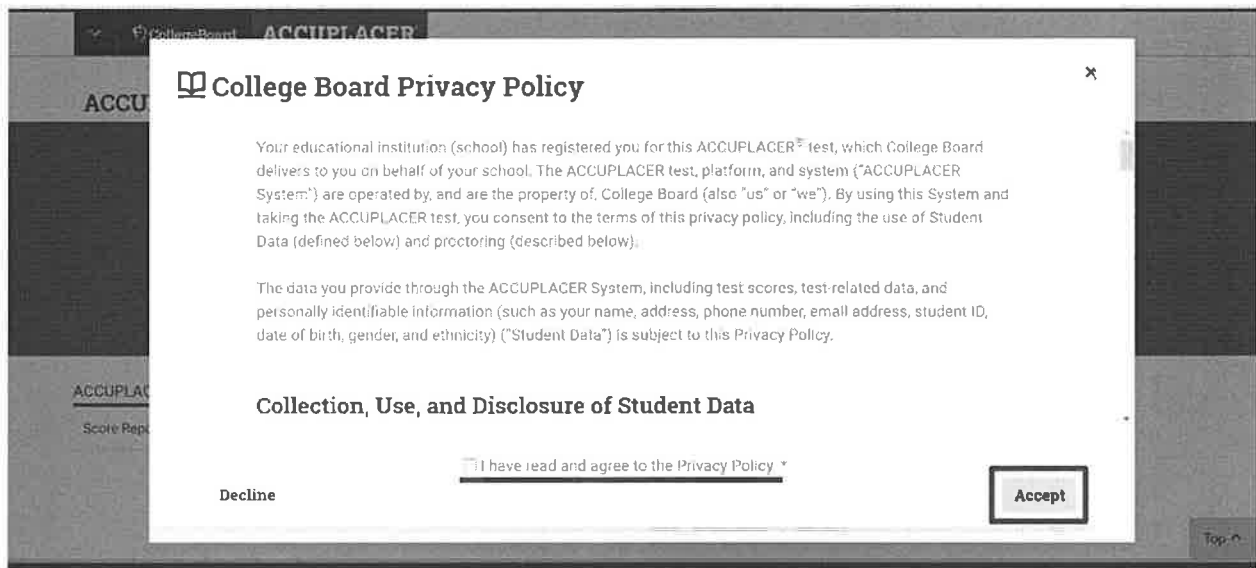 CollegeBoard ACCUPLACER
College Board Privacy Policy
×
ACCU
Your educational institution (school) has registered you for this ACCUPLACER® test, which College Board
delivers to you on behalf of your school. The ACCUPLACER test, platform, and system ("ACCUPLACER
System") are operated by, and are the property of, College Board (also "us" or "we"). By using this System and
taking the ACCUPLACER test, you consent to the terms of this privacy policy, including the use of Student
Data (defined below) and proctoring (described below).
The data you provide through the ACCUPLACER System, including test scores, test-related data, and
personally identifiable information (such as your name, address, phone number, email address, student ID,
date of birth, gender, and ethnicity) ("Student Data") is subject to this Privacy Policy.
ACCUPLAC
Collection, Use, and Disclosure of Student Data
Score Repo
I have read and agree to the Privacy Policy *
Decline
Accept
Top ^